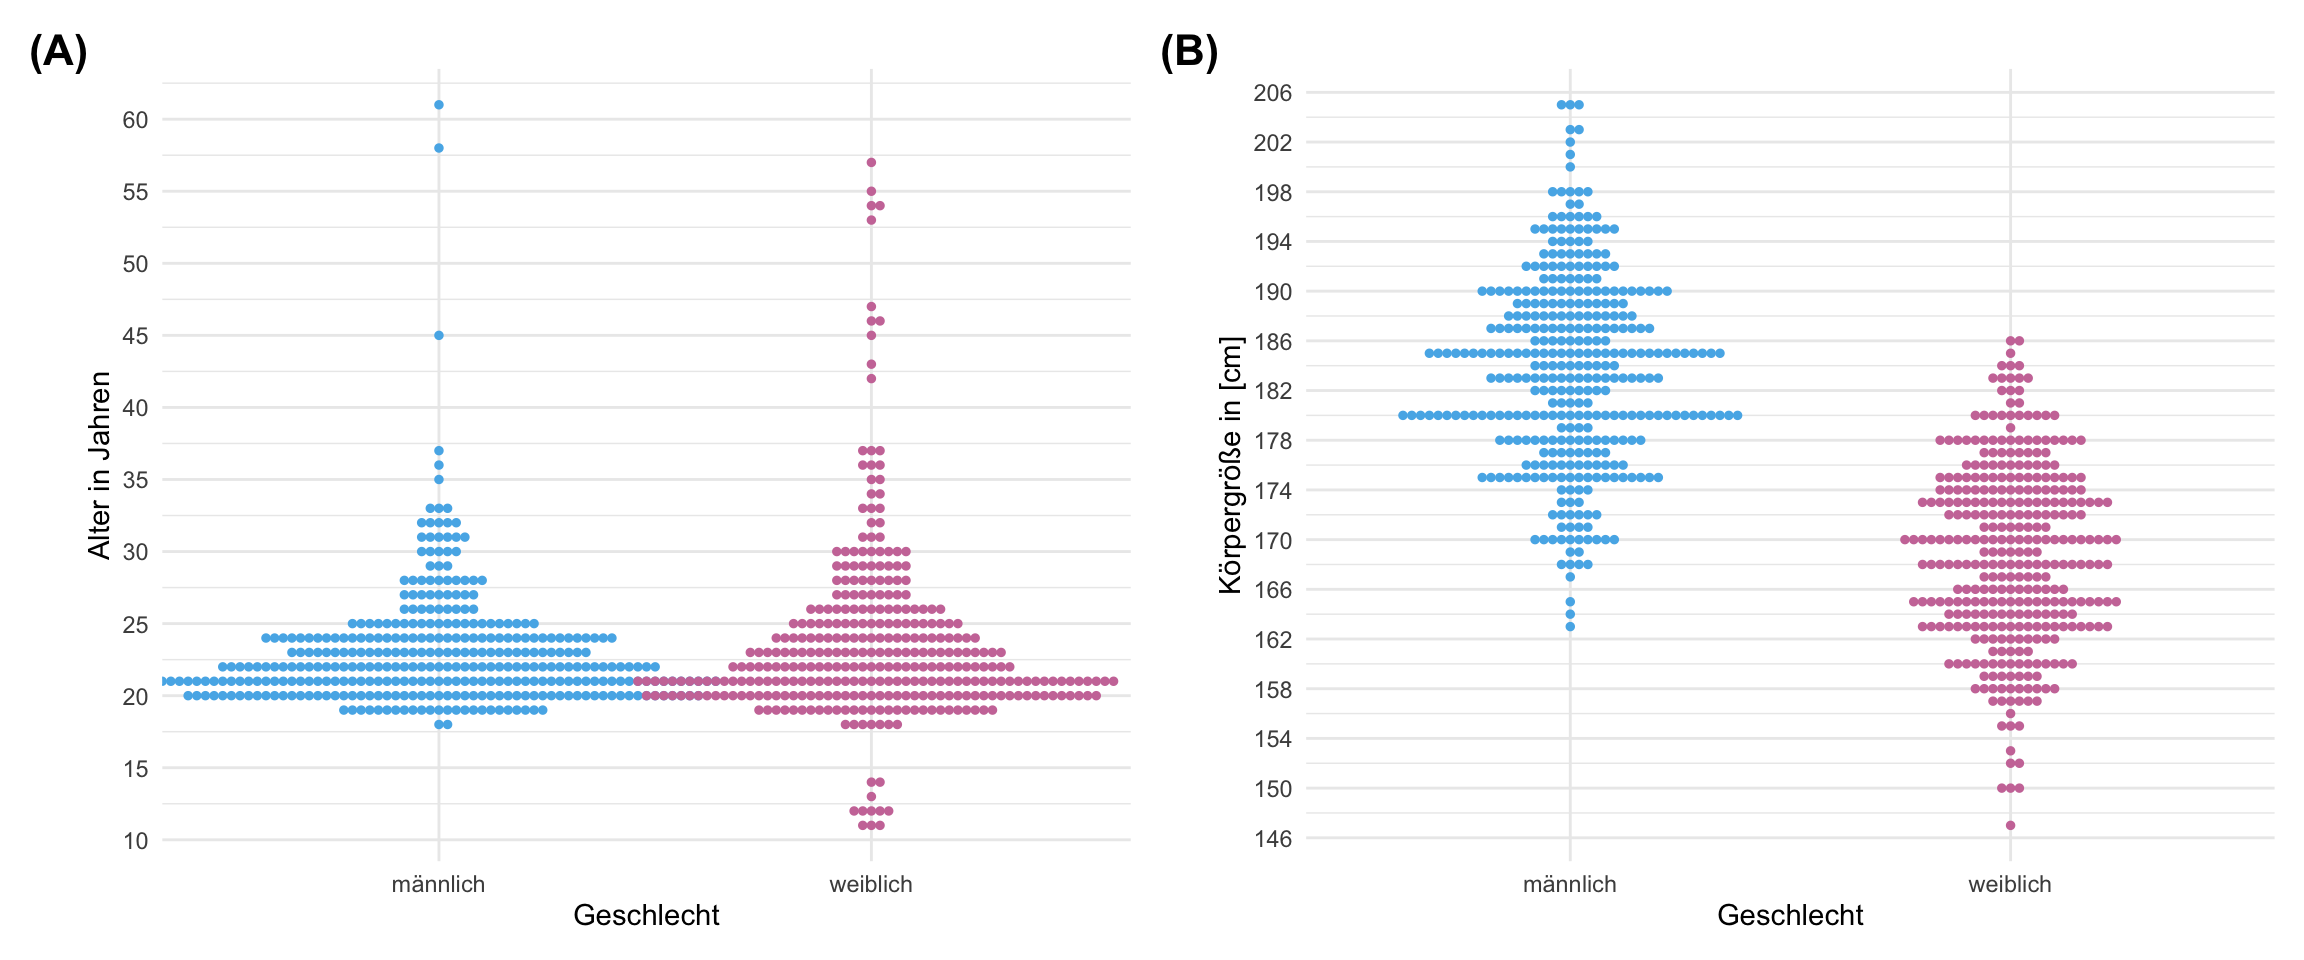 (A)
Alter in Jahren
60
55
50
45
40
35
30
25
20
15
10
männlich
weiblich
Geschlecht
(B)
Körpergröße in [cm]
206
202
198
194
190
186
182
178
174
170
166
162
158
154
150
146
männlich
weiblich
Geschlecht